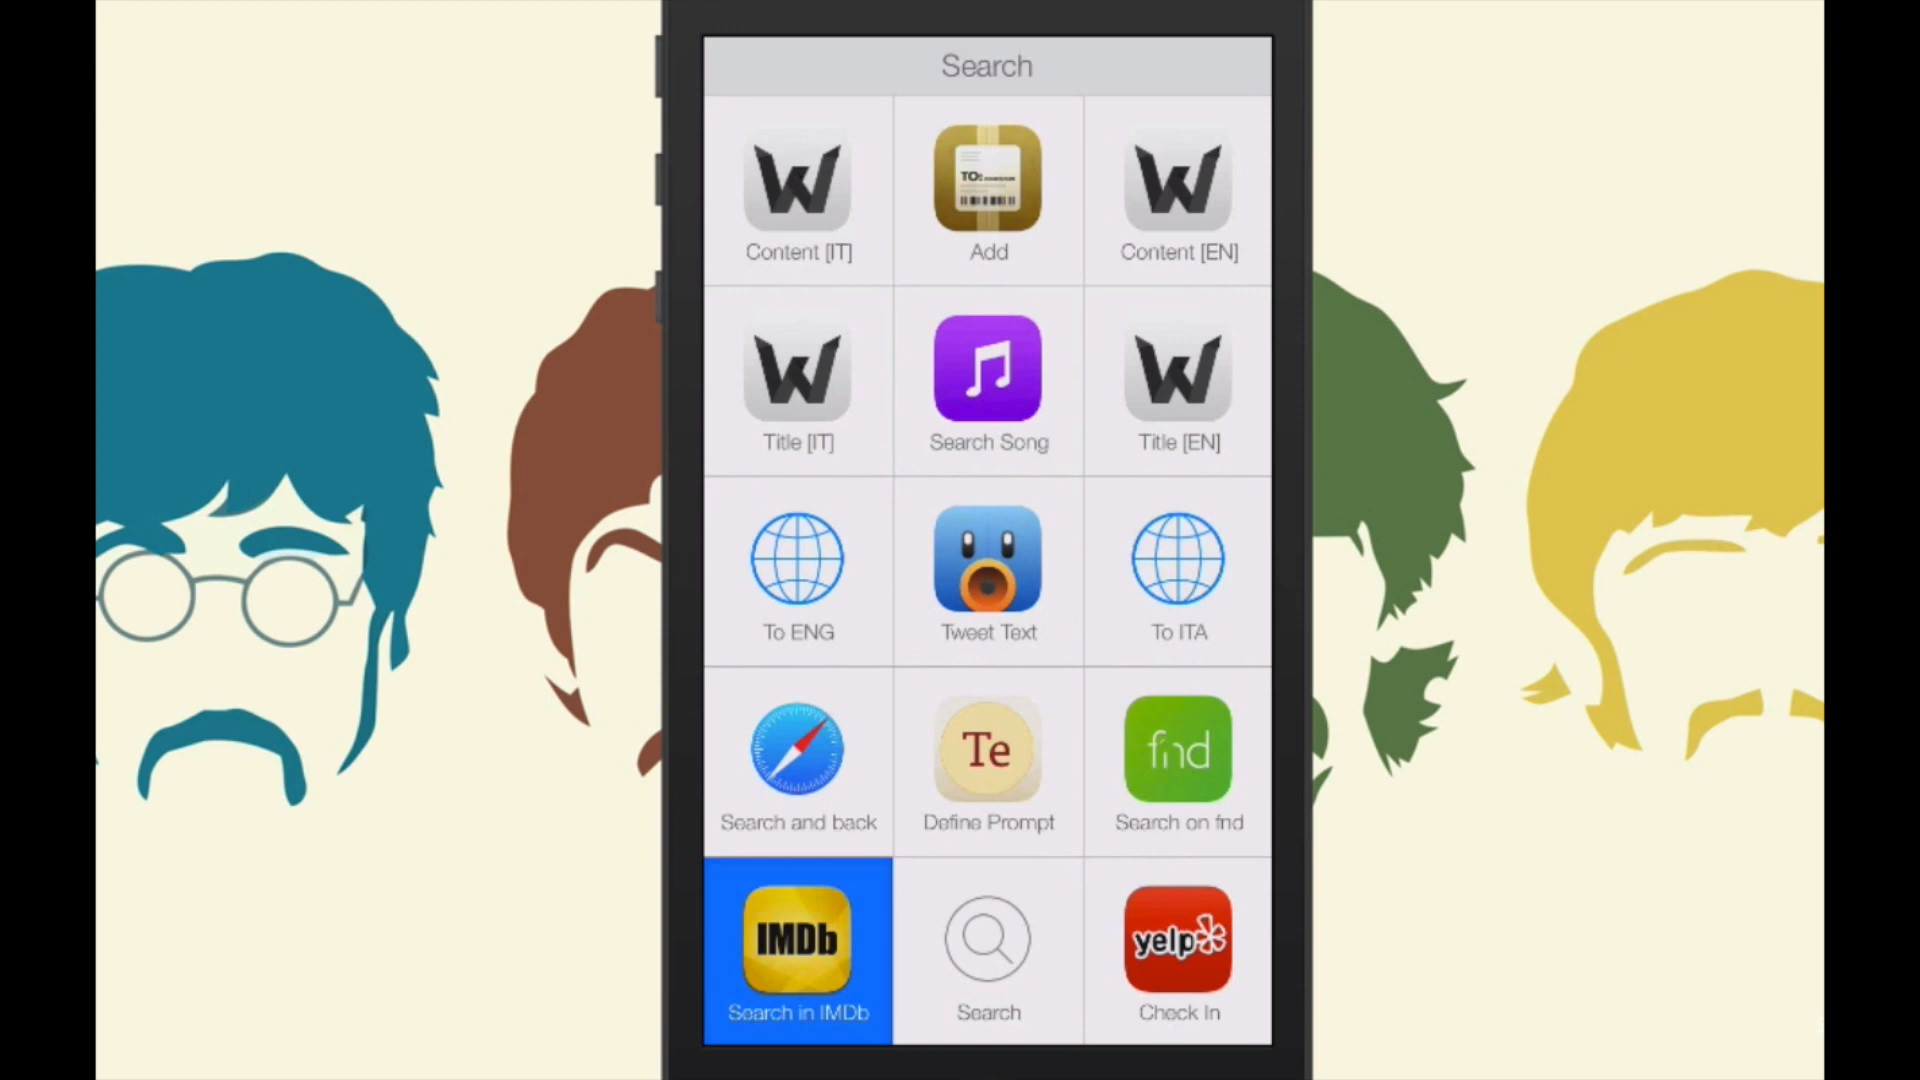 Search
TO:
Content [IT]
Add
Content [EN]
Title [IT]
Search Song
Title [EN]
To ENG
Tweet Text
To ITA
Te
fnd
Search and back
Define Prompt
Search on fnd
IMDb
yelp
Search in IMDb
Search
Check In